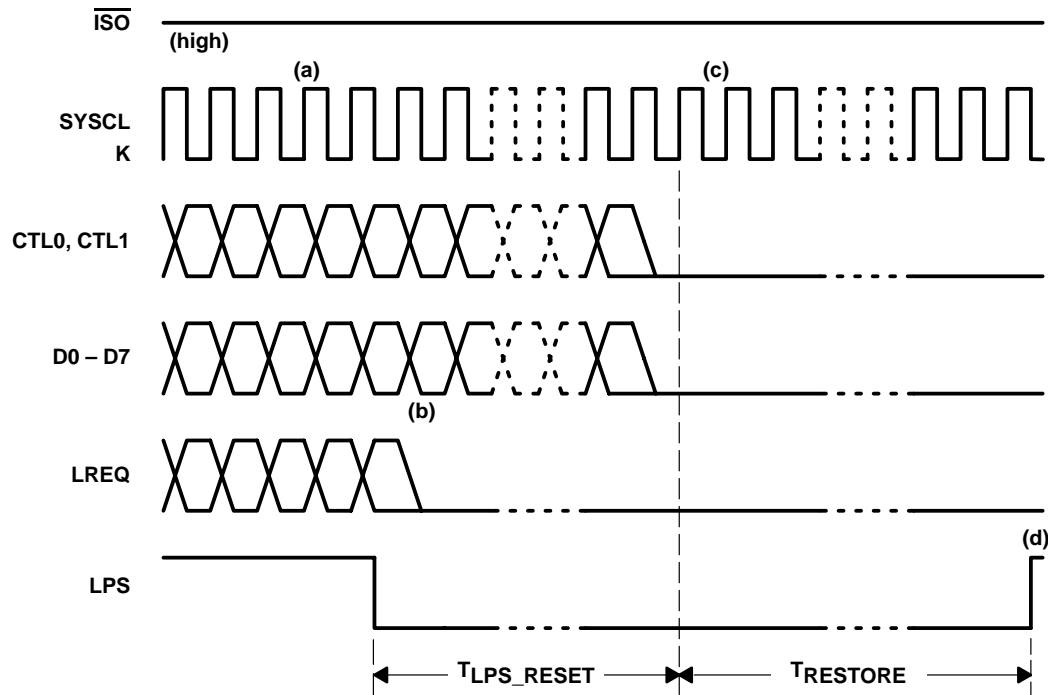 ISO
(high)
(a)
(c)
SYSCL
K
CTL0, CTL1
D0 – D7
(b)
LREQ
(d)
LPS
TLPS_RESET
TRESTORE